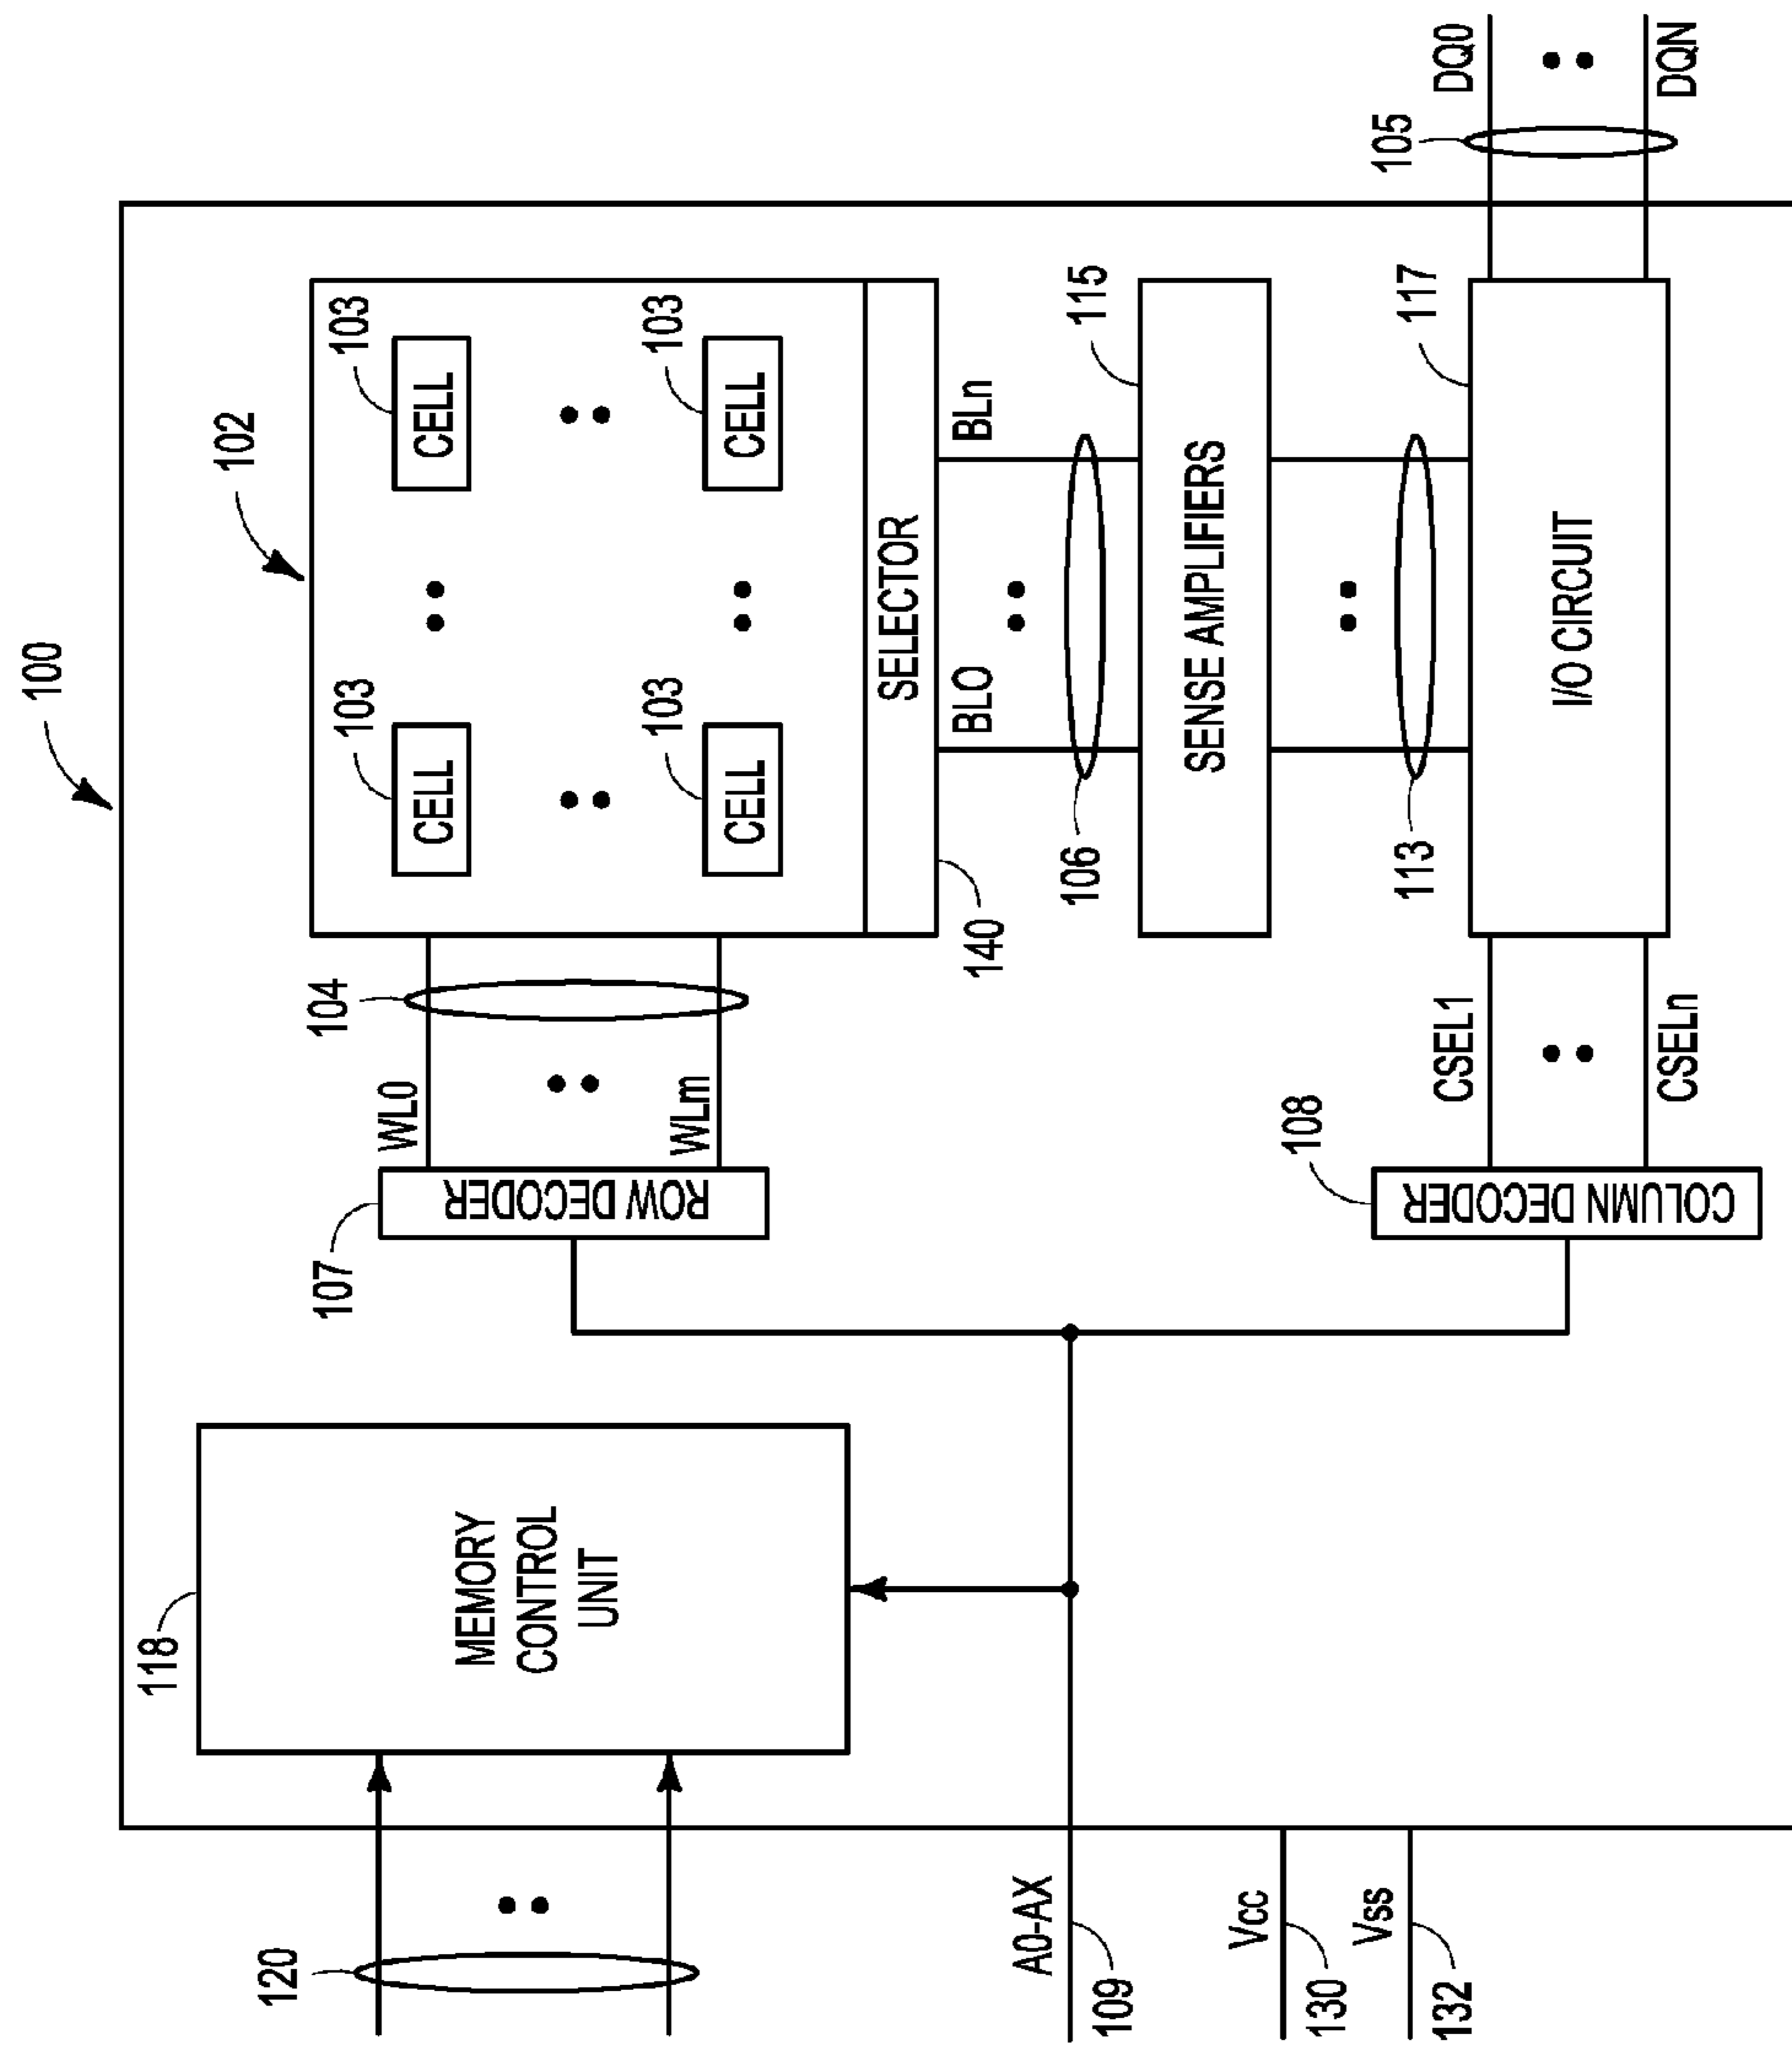 100
102
118
MEMORY
CONTROL
UNIT
120
107
ROW DECODER
WL0
WLm
104
103
CELL
103
CELL
103
CELL
103
CELL
SELECTOR
140
BLO
BLn
106
115
SENSE AMPLIFIERS
113
117
I/O CIRCUIT
A0-AX
109
Vcc
130
Vss
132
108
COLUMN DECODER
CSEL1
CSELn
105
DQ0
DQN